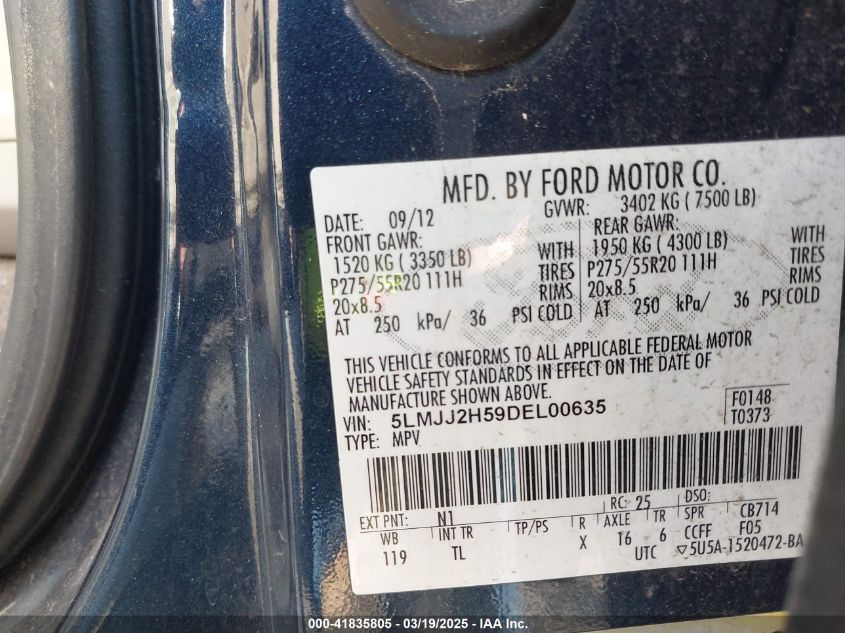 MFD. BY FORD MOTOR CO.
DATE: 09/12 GVWR: 3402 KG ( 7500 LB)
FRONT GAWR: REAR GAWR:
1520 KG ( 3350 LB) WITH 1950 KG ( 4300 LB) WITH
P275/55R20 111H TIRES P275/55R20 111H TIRES
20x8.5 RIMS 20x8.5 RIMS
AT 250 kPa/ 36 PSI COLD AT 250 kPa/ 36 PSI COLD
THIS VEHICLE CONFORMS TO ALL APPLICABLE FEDERAL MOTOR
VEHICLE SAFETY STANDARDS IN EFFECT ON THE DATE OF
MANUFACTURE SHOWN ABOVE.
VIN: 5LMJJ2H59DEL00635 F0148
TYPE: MPV T0373
EXT PNT: N1 RC: 25 DSO:
WB INT TR TP/PS R AXLE TR SPR CB714
119 TL X T6 6 CCFF F05
UTC ▽5U5A-1520472-BA
000-41835805 - 03/19/2025 - IAAI.com